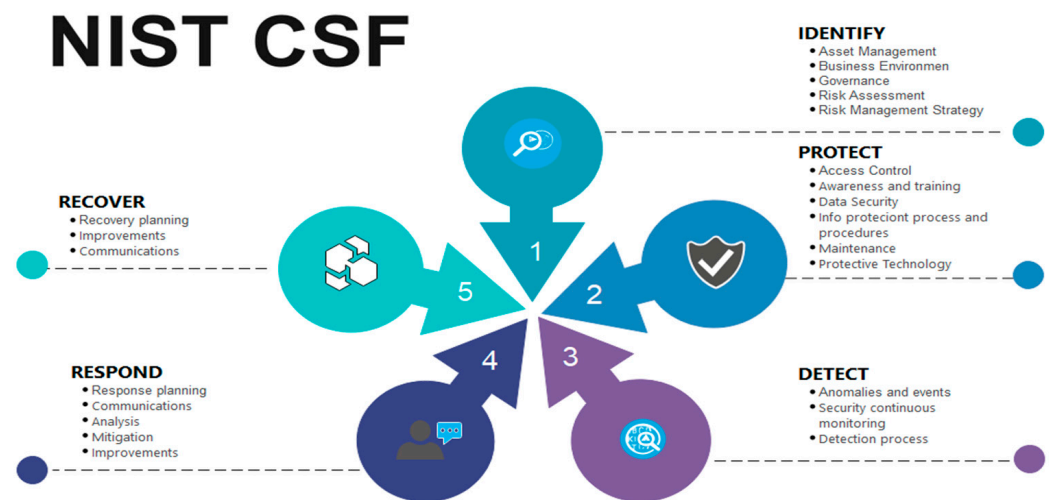 NIST CSF
IDENTIFY
• Asset Management
• Business Environmen
• Governance
• Risk Assessment
• Risk Management Strategy
1
PROTECT
• Access Control
• Awareness and training
• Data Security
• Info proteciont process and
procedures
• Maintenance
• Protective Technology
2
DETECT
• Anomalies and events
• Security continuous
monitoring
• Detection process
3
RESPOND
• Response planning
• Communications
• Analysis
• Mitigation
• Improvements
4
RECOVER
• Recovery planning
• Improvements
• Communications
5